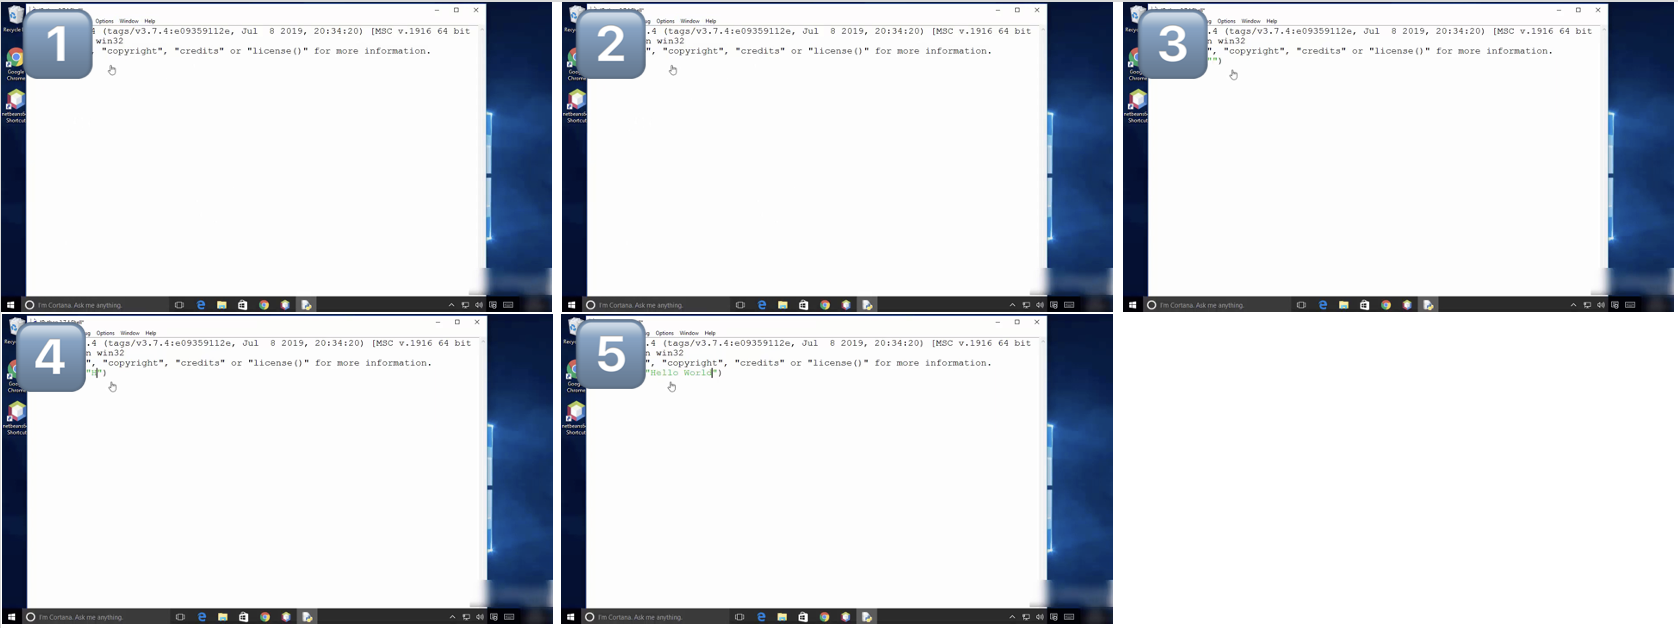 1
Options Window Help
4 (tags/v3.7.4:e09359112e, Jul 8 2019, 20:34:20) [MSC v.1916 64 bit
win32
, "copyright", "credits" or "license()" for more information.
Google
Chrome
Shortcut
I'm Cortana. Ask me anything.
2
Options Window Help
.4 (tags/v3.7.4:e09359112e, Jul 8 2019, 20:34:20) [MSC v.1916 64 bit
n win32
", "copyright", "credits" or "license()" for more information.
Chrome
Shortcut
I'm Cortana. Ask me anything.
3
Options Window Help
.4 (tags/v3.7.4:e09359112e, Jul 8 2019, 20:34:20) [MSC v.1916 64 bit
n win32
", "copyright", "credits" or "license()" for more information.
"")
Chrome
Shortcut
I'm Cortana. Ask me anything.
4
Options Window Help
.4 (tags/v3.7.4:e09359112e, Jul 8 2019, 20:34:20) [MSC v.1916 64 bit
n win32
", "copyright", "credits" or "license()" for more information.
"H")
Chrome
Shortcut
I'm Cortana. Ask me anything.
5
Options Window Help
.4 (tags/v3.7.4:e09359112e, Jul 8 2019, 20:34:20) [MSC v.1916 64 bit
n win32
", "copyright", "credits" or "license()" for more information.
"Hello World")
Chrome
Shortcut
I'm Cortana. Ask me anything.